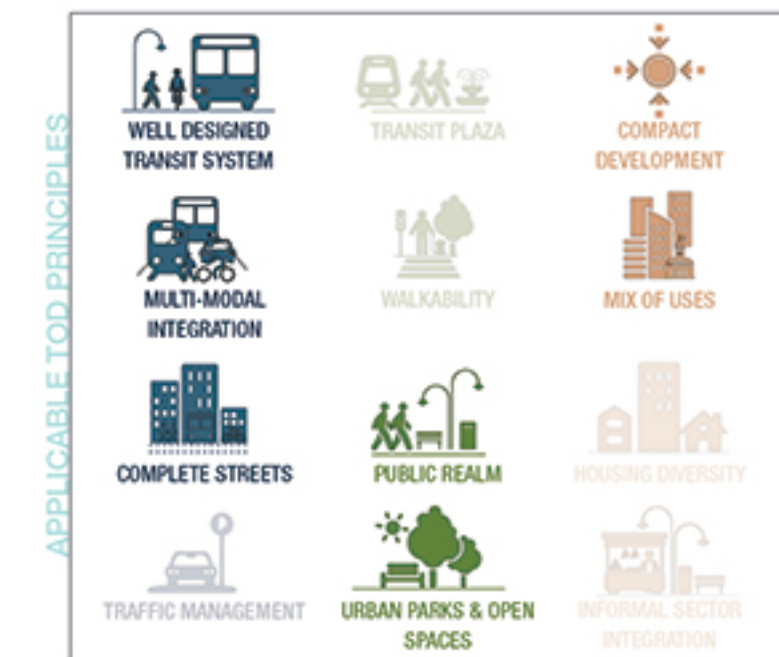 APPLICABLE TOD PRINCIPLES
WELL DESIGNED
TRANSIT SYSTEM
TRANSIT PLAZA
COMPACT
DEVELOPMENT
MULTI-MODAL
INTEGRATION
WALKABILITY
MIX OF USES
COMPLETE STREETS
PUBLIC REALM
HOUSING DIVERSITY
P
TRAFFIC MANAGEMENT
URBAN PARKS & OPEN
SPACES
INFORMAL SECTOR
INTEGRATION